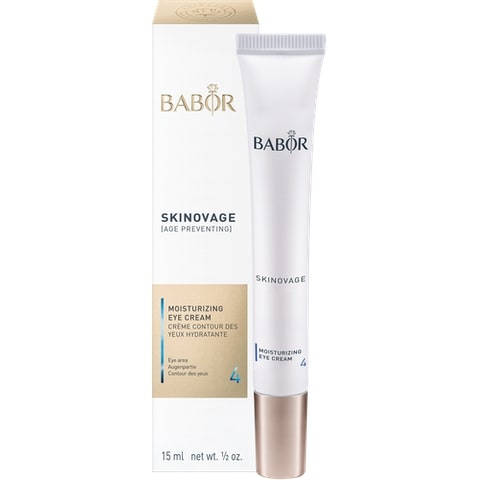 BABOR
SKINOVAGE
[AGE PREVENTING]
MOISTURIZING
EYE CREAM
CRÈME CONTOUR DES
YEUX HYDRATANTE
Eye area
Augenpartie
Contour des yeux
4
15 ml net wt. ½ oz.
BABOR
SKINOVAGE
MOISTURIZING
EYE CREAM
4